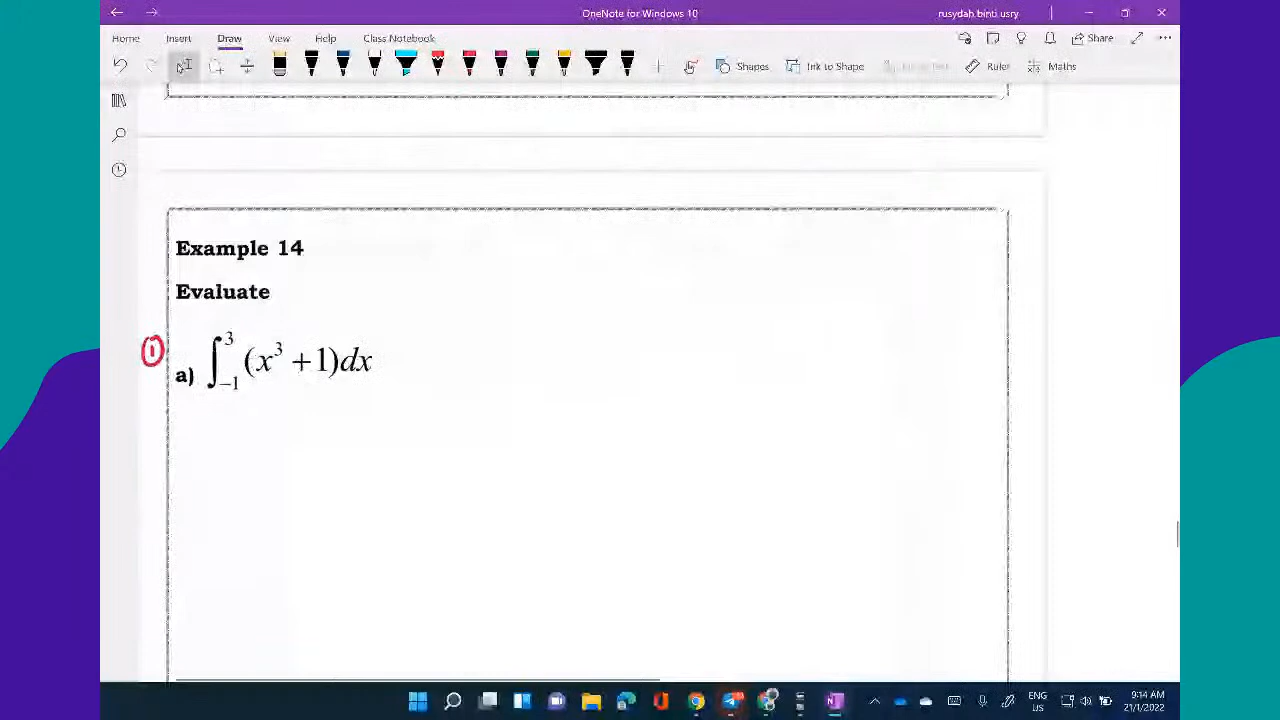 OneNote for Windows 10
rusydah binti usry
Home Insert Draw View Help Class Notebook
Share
Shapes Ink to Shape Ruler Maths
Example 14
Evaluate
a) ∫₋₁³ (x³ + 1)dx
ENG
US
9:14 AM
21/1/2022